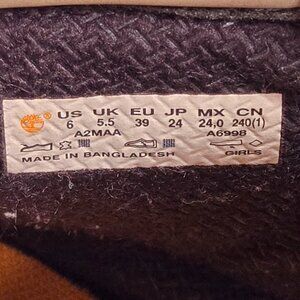 ® US UK EU JP MX CN
6 5.5 39 24 24,0 240(1)
A2MAA A6998
MADE IN BANGLADESH GIRLS